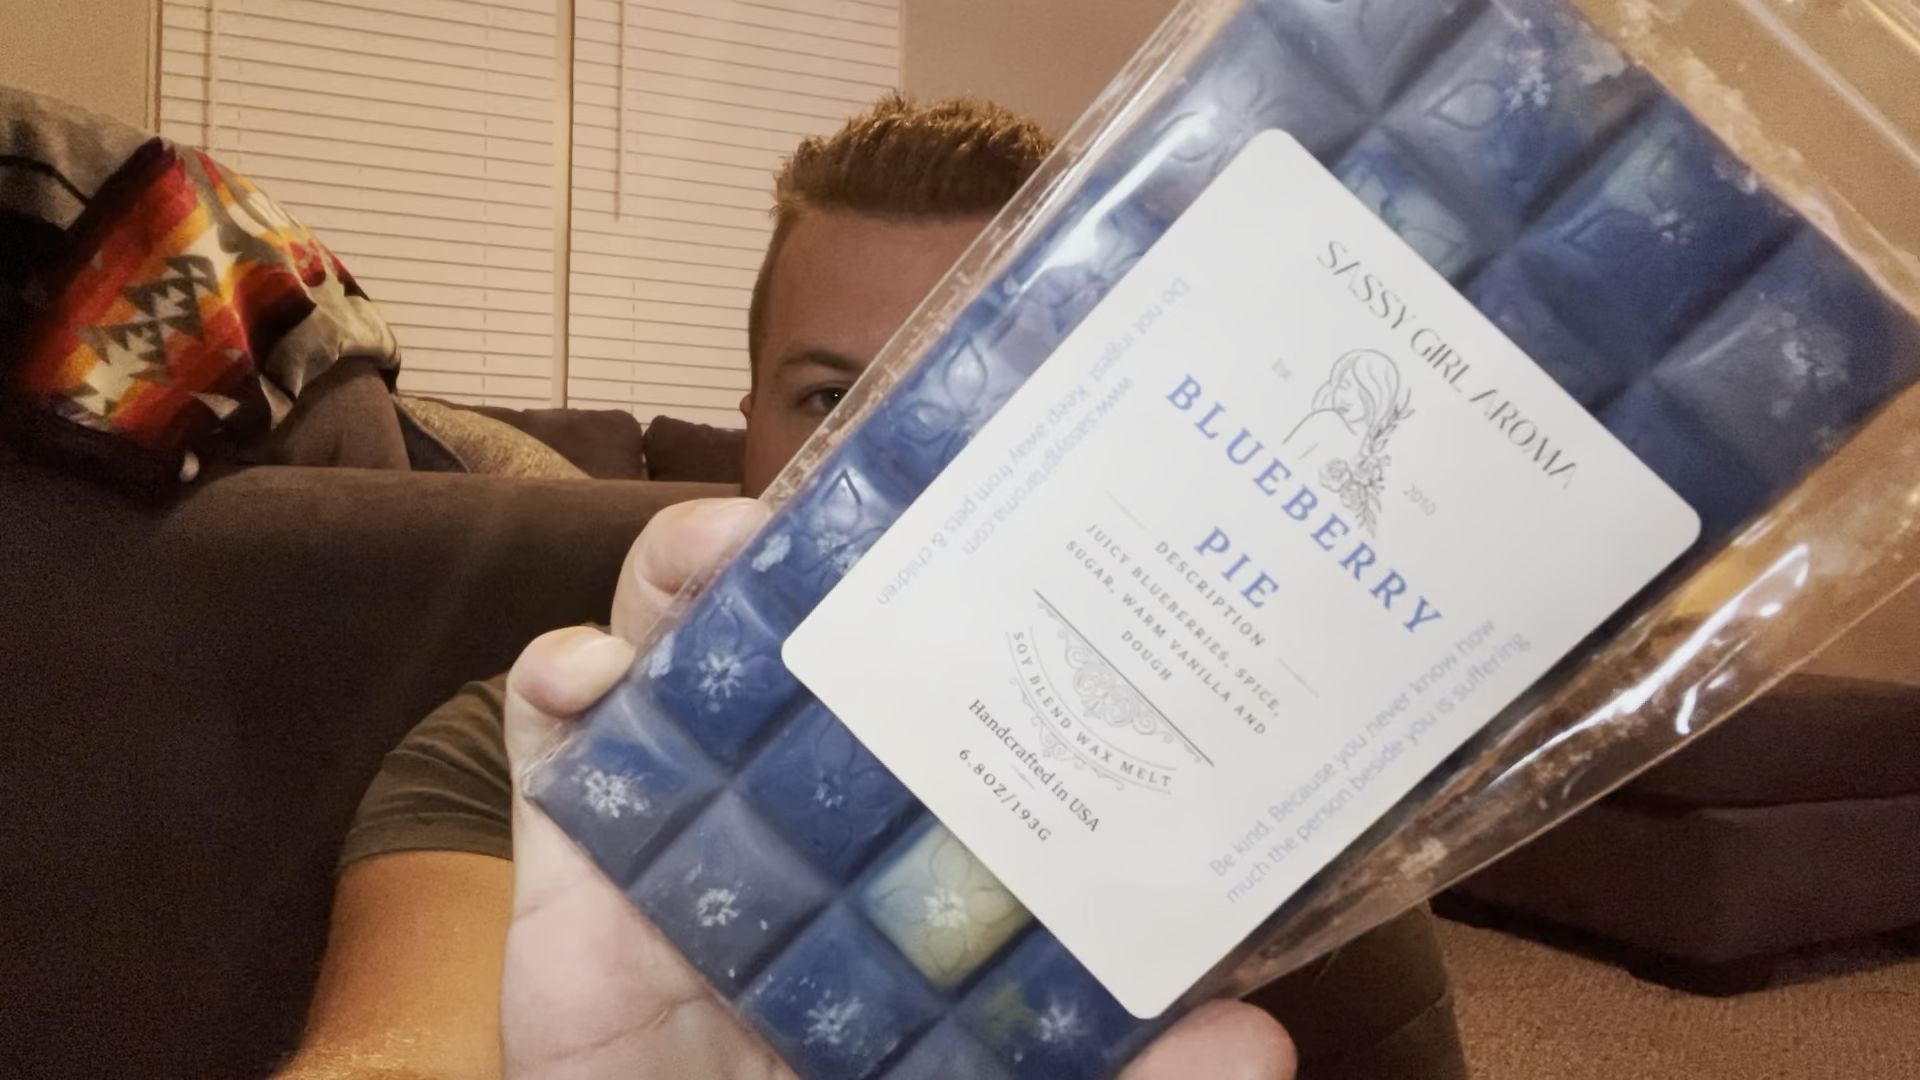 SASSY GIRL AROMA
Est. 2010
BLUEBERRY
PIE
DESCRIPTION
JUICY BLUEBERRIES, SPICE,
SUGAR, WARM VANILLA AND
DOUGH
SOY BLEND WAX MELT
Handcrafted in USA
6.8OZ/193G
Do not ingest. Keep away from pets & children
www.sassygirlaroma.com
Be kind. Because you never know how
much the person beside you is suffering